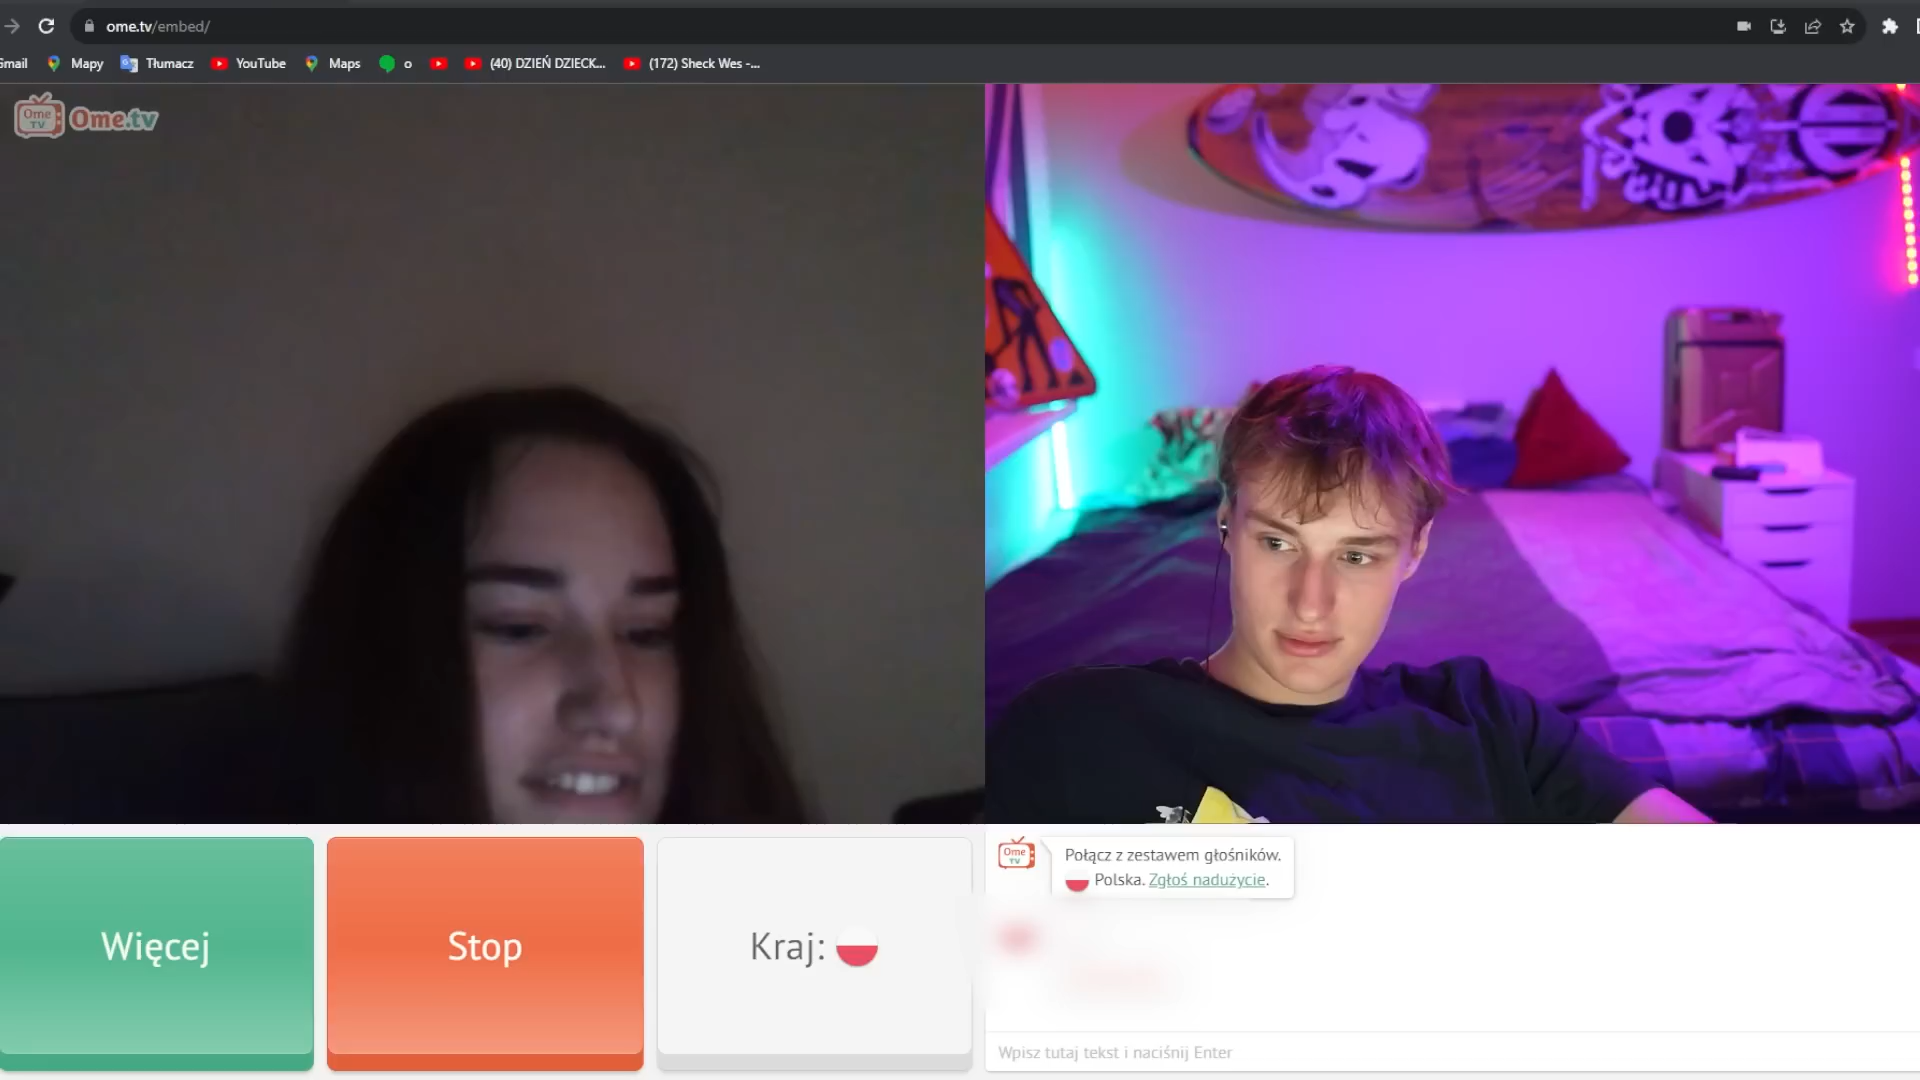 ome.tv/embed/
Gmail Mapy Tłumacz YouTube Maps o (40) DZIEŃ DZIECK... (172) Sheck Wes -...
Ome TV Ome.tv
Ome TV
Połącz z zestawem głośników.
Polska. Zgłoś nadużycie.
Więcej
Stop
Kraj:
Wpisz tutaj tekst i naciśnij Enter